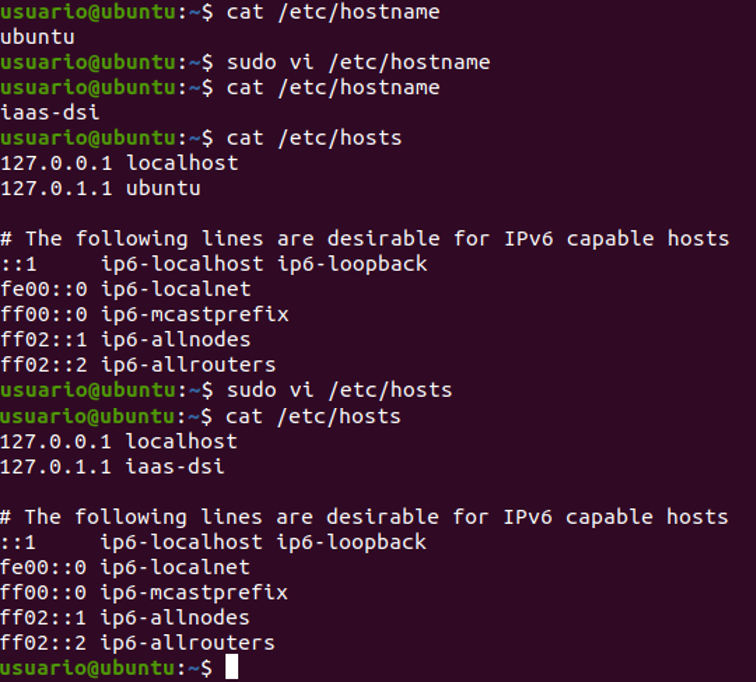 usuario@ubuntu:~$ cat /etc/hostname
ubuntu
usuario@ubuntu:~$ sudo vi /etc/hostname
usuario@ubuntu:~$ cat /etc/hostname
iaas-dsi
usuario@ubuntu:~$ cat /etc/hosts
127.0.0.1 localhost
127.0.1.1 ubuntu

# The following lines are desirable for IPv6 capable hosts
::1     ip6-localhost ip6-loopback
fe00::0 ip6-localnet
ff00::0 ip6-mcastprefix
ff02::1 ip6-allnodes
ff02::2 ip6-allrouters
usuario@ubuntu:~$ sudo vi /etc/hosts
usuario@ubuntu:~$ cat /etc/hosts
127.0.0.1 localhost
127.0.1.1 iaas-dsi

# The following lines are desirable for IPv6 capable hosts
::1     ip6-localhost ip6-loopback
fe00::0 ip6-localnet
ff00::0 ip6-mcastprefix
ff02::1 ip6-allnodes
ff02::2 ip6-allrouters
usuario@ubuntu:~$